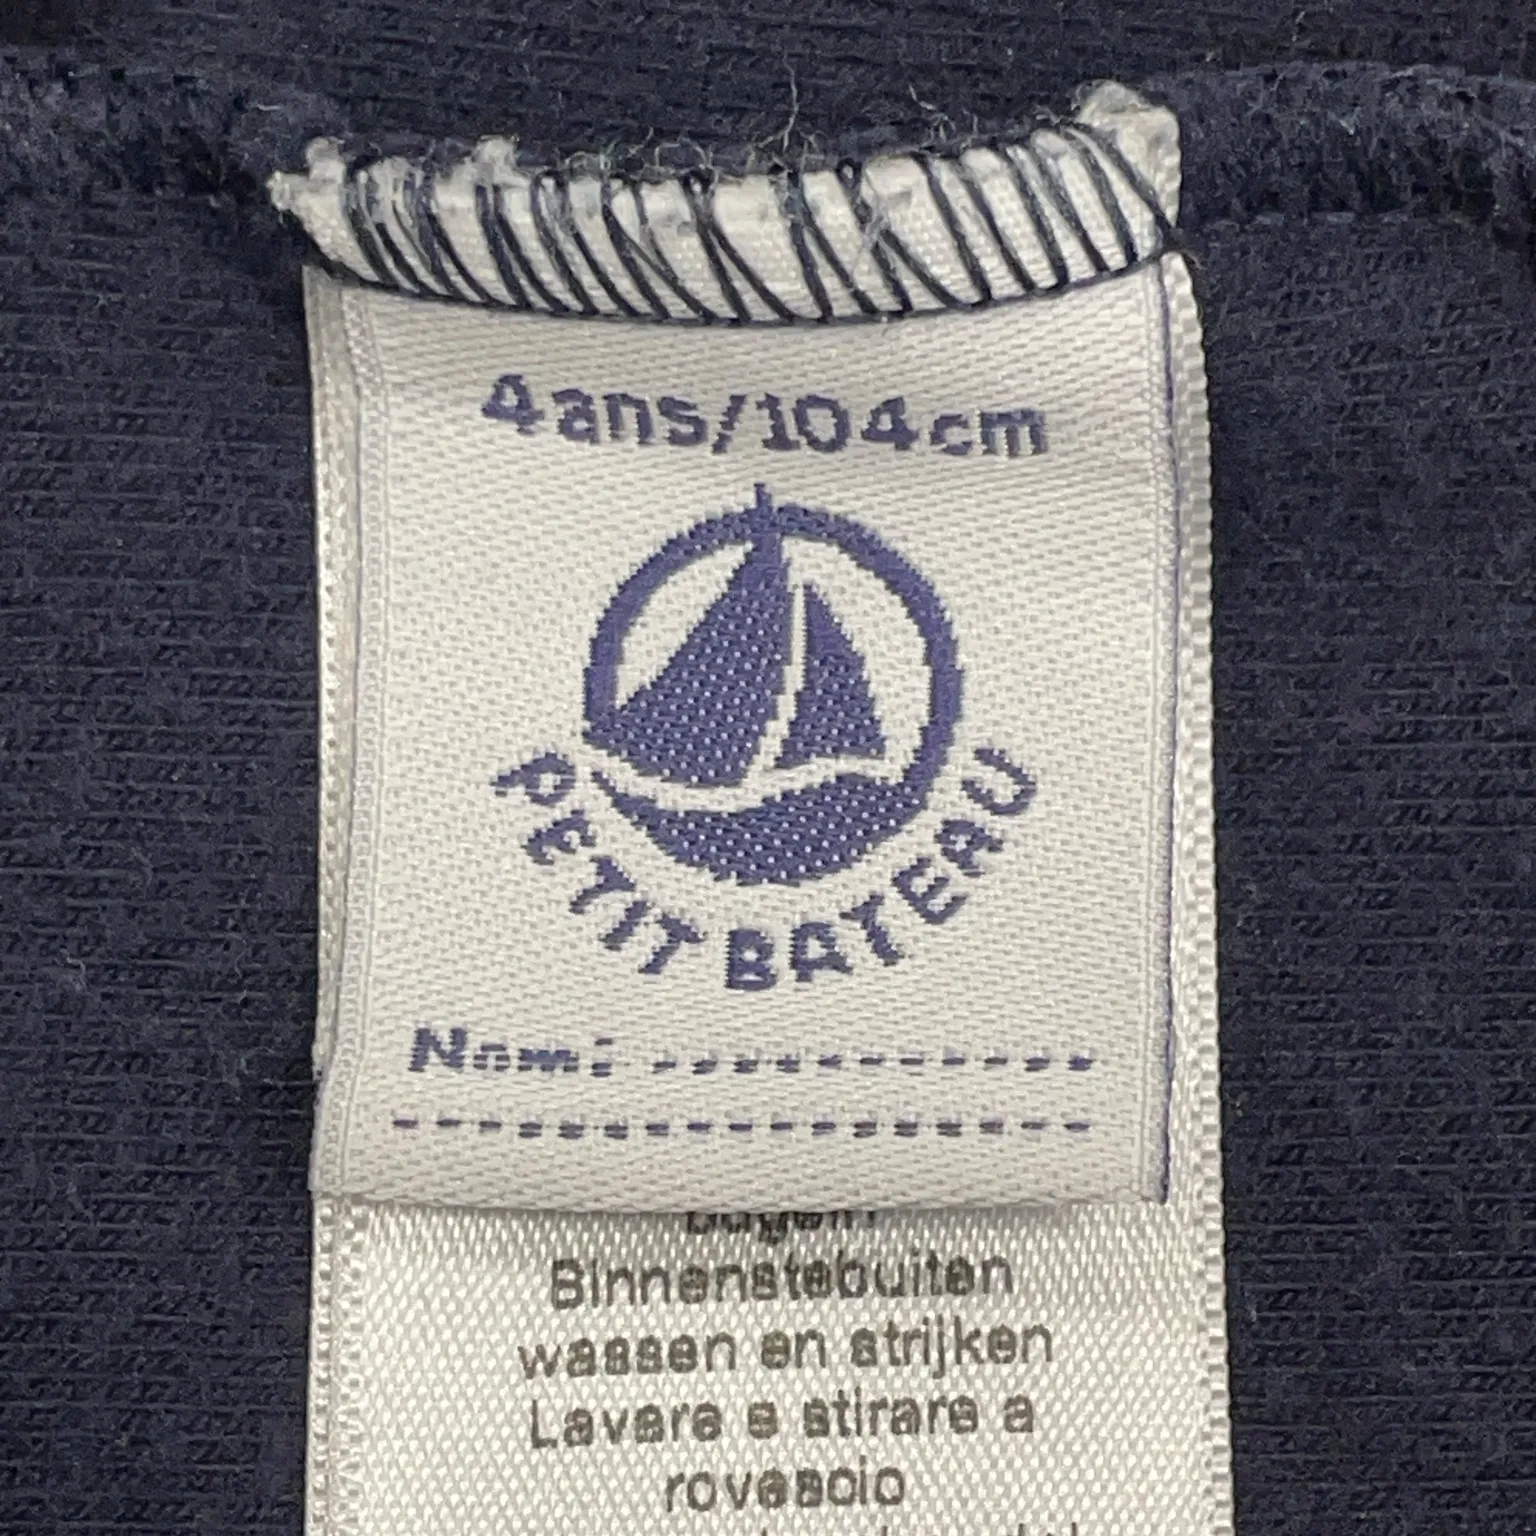 4ans/104cm
PETIT BATEAU
Nom:
Binnenstebuiten
wassen en strijken
Lavare e stirare a
rovescio